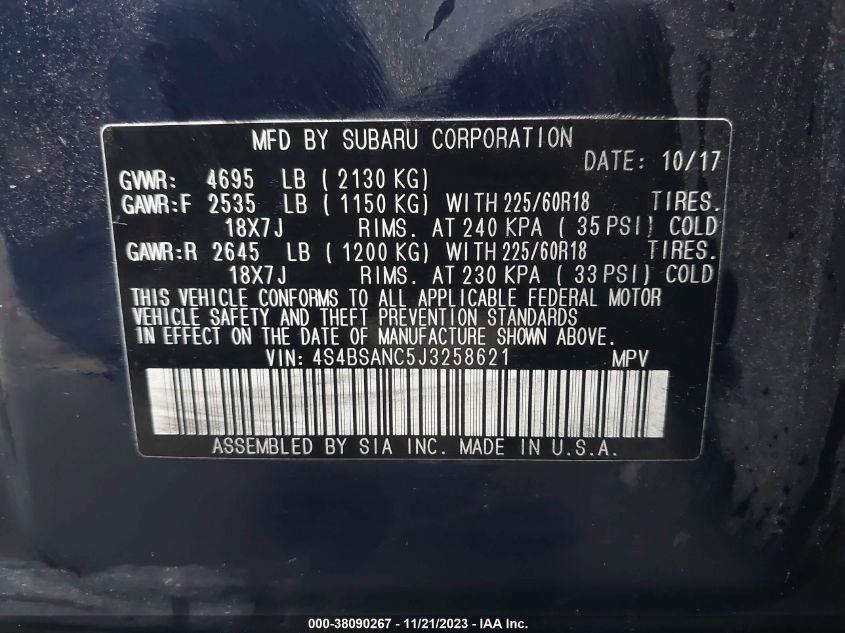 MFD BY SUBARU CORPORATION
DATE: 10/17
GVWR: 4695 LB ( 2130 KG)
GAWR:F 2535 LB ( 1150 KG) WITH 225/60R18 TIRES.
18X7J RIMS. AT 240 KPA ( 35 PSI) COLD
GAWR:R 2645 LB ( 1200 KG) WITH 225/60R18 TIRES.
18X7J RIMS. AT 230 KPA ( 33 PSI) COLD
THIS VEHICLE CONFORMS TO ALL APPLICABLE FEDERAL MOTOR
VEHICLE SAFETY AND THEFT PREVENTION STANDARDS
IN EFFECT ON THE DATE OF MANUFACTURE SHOWN ABOVE.
VIN: 4S4BSANC5J3258621 MPV
ASSEMBLED BY SIA INC. MADE IN U.S.A.
000-38090267 - 11/21/2023 - IAA Inc.